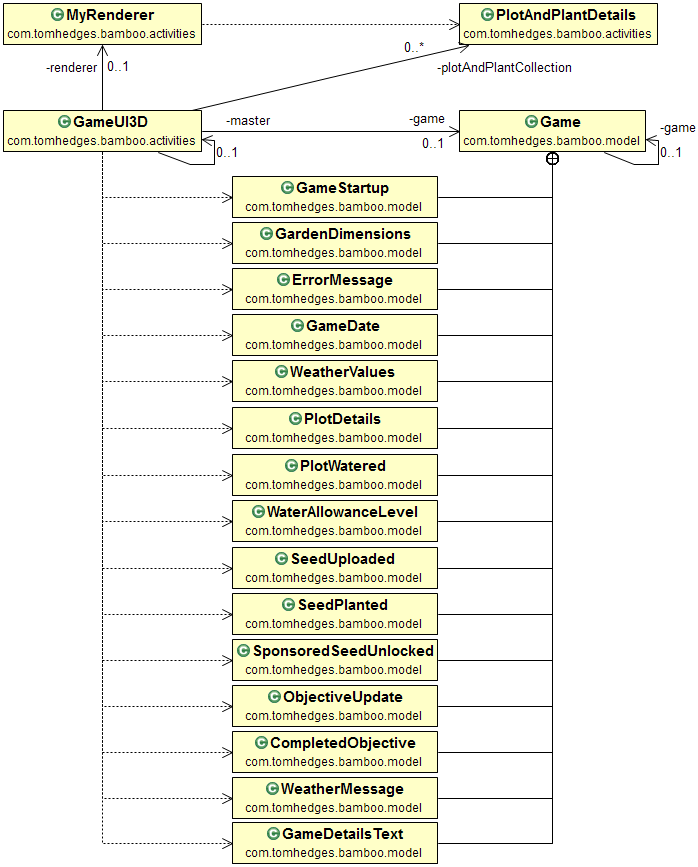 MyRenderer
com.tomhedges.bamboo.activities
PlotAndPlantDetails
com.tomhedges.bamboo.activities
-renderer
0..1
0..*
-plotAndPlantCollection
GameUI3D
com.tomhedges.bamboo.activities
0..1
-master
-game
0..1
Game
com.tomhedges.bamboo.model
-game
0..1
GameStartup
com.tomhedges.bamboo.model
GardenDimensions
com.tomhedges.bamboo.model
ErrorMessage
com.tomhedges.bamboo.model
GameDate
com.tomhedges.bamboo.model
WeatherValues
com.tomhedges.bamboo.model
PlotDetails
com.tomhedges.bamboo.model
PlotWatered
com.tomhedges.bamboo.model
WaterAllowanceLevel
com.tomhedges.bamboo.model
SeedUploaded
com.tomhedges.bamboo.model
SeedPlanted
com.tomhedges.bamboo.model
SponsoredSeedUnlocked
com.tomhedges.bamboo.model
ObjectiveUpdate
com.tomhedges.bamboo.model
CompletedObjective
com.tomhedges.bamboo.model
WeatherMessage
com.tomhedges.bamboo.model
GameDetailsText
com.tomhedges.bamboo.model